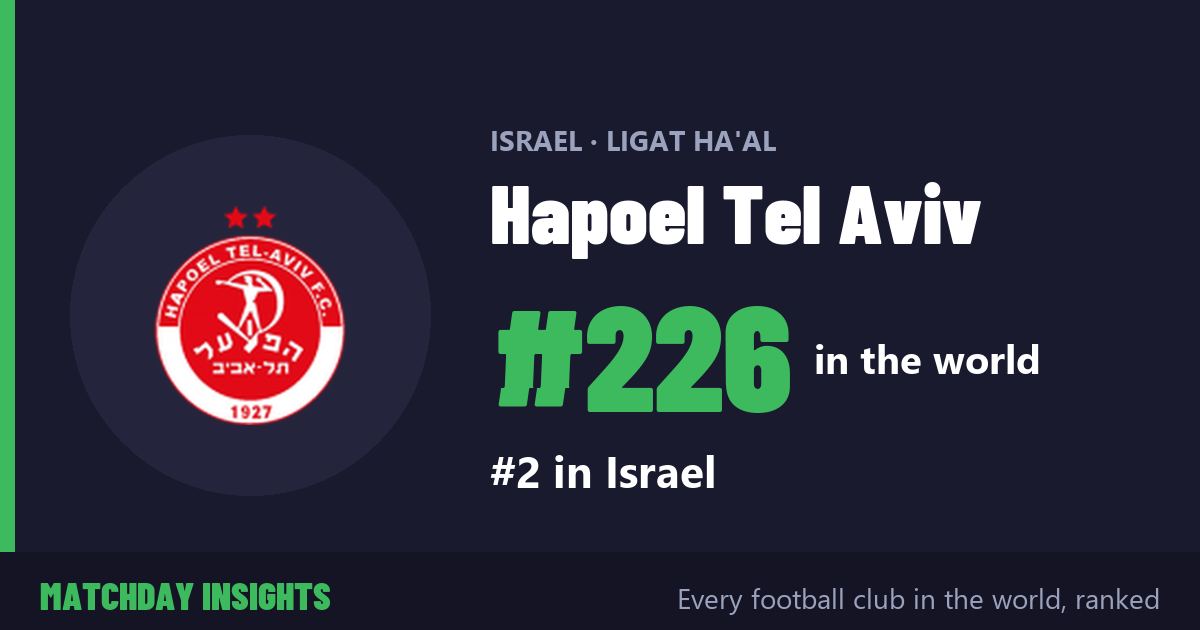 ISRAEL · LIGAT HA'AL
Hapoel Tel Aviv
#226 in the world
#2 in Israel
HAPOEL TEL-AVIV F.C.
הפועל
תל-אביב
1927
MATCHDAY INSIGHTS
Every football club in the world, ranked